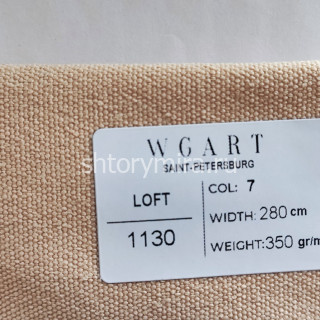 WGART
SAINT-PETERSBURG
LOFT
1130
COL: 7
WIDTH: 280 cm
WEIGHT: 350 gr/m